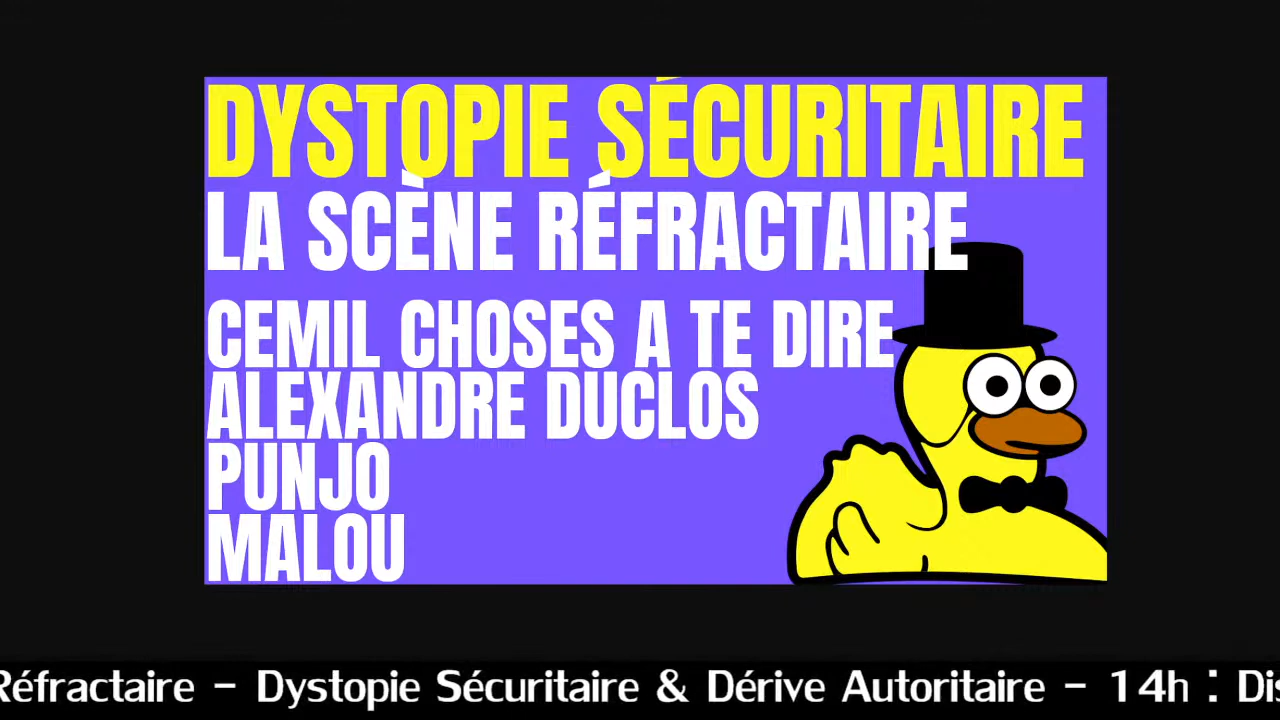 DYSTOPIE SÉCURITAIRE
LA SCÈNE RÉFRACTAIRE
CEMIL CHOSES A TE DIRE
ALEXANDRE DUCLOS
PUNJO
MALOU
Réfractaire - Dystopie Sécuritaire & Dérive Autoritaire - 14h :